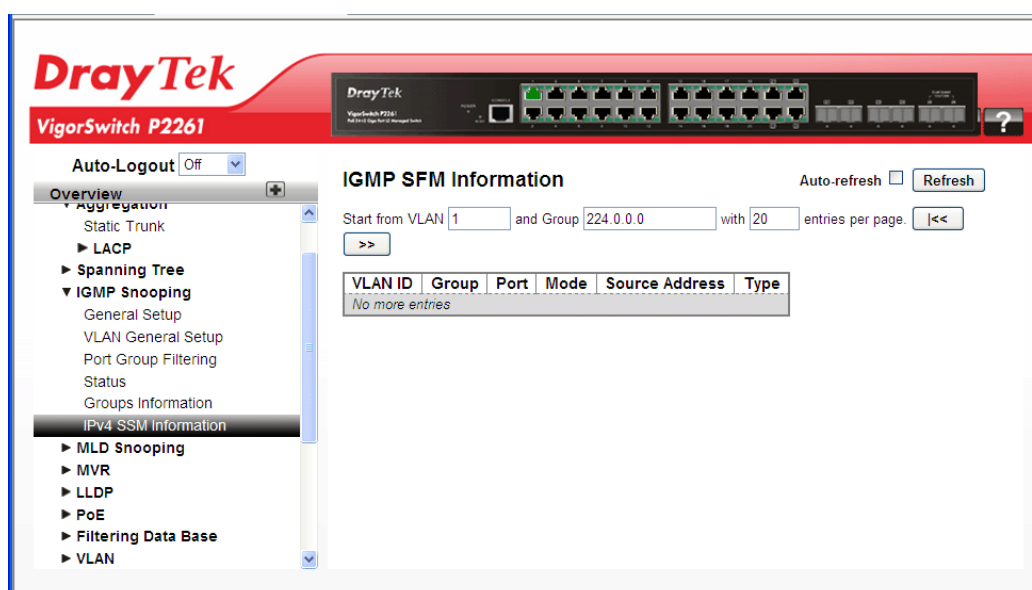 DrayTek
VigorSwitch P2261
DrayTek
VigorSwitch P2261
Auto-Logout Off
Overview
Aggregation
Static Trunk
LACP
Spanning Tree
IGMP Snooping
General Setup
VLAN General Setup
Port Group Filtering
Status
Groups Information
IPv4 SSM Information
MLD Snooping
MVR
LLDP
PoE
Filtering Data Base
VLAN
?
IGMP SFM Information
Auto-refresh Refresh
Start from VLAN 1 and Group 224.0.0.0 with 20 entries per page. |<<
>>
VLAN ID Group Port Mode Source Address Type
No more entries